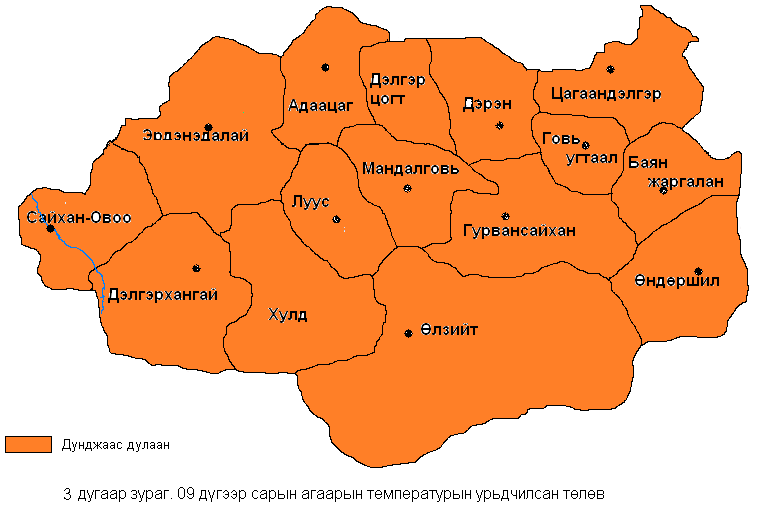 Дэлгэр
цогт
Адаацаг
Дэрэн
Цагаандэлгэр
Эрдэнэдалай
Говь
угтаал
Мандалговь
Баян
жаргалан
Луус
Сайхан-Овоо
Гурвансайхан
Өндөршил
Дэлгэрхангай
Хулд
Өлзийт
Дунджаас дулаан
3 дугаар зураг. 09 дүгээр сарын агаарын температурын урьдчилсан төлөв